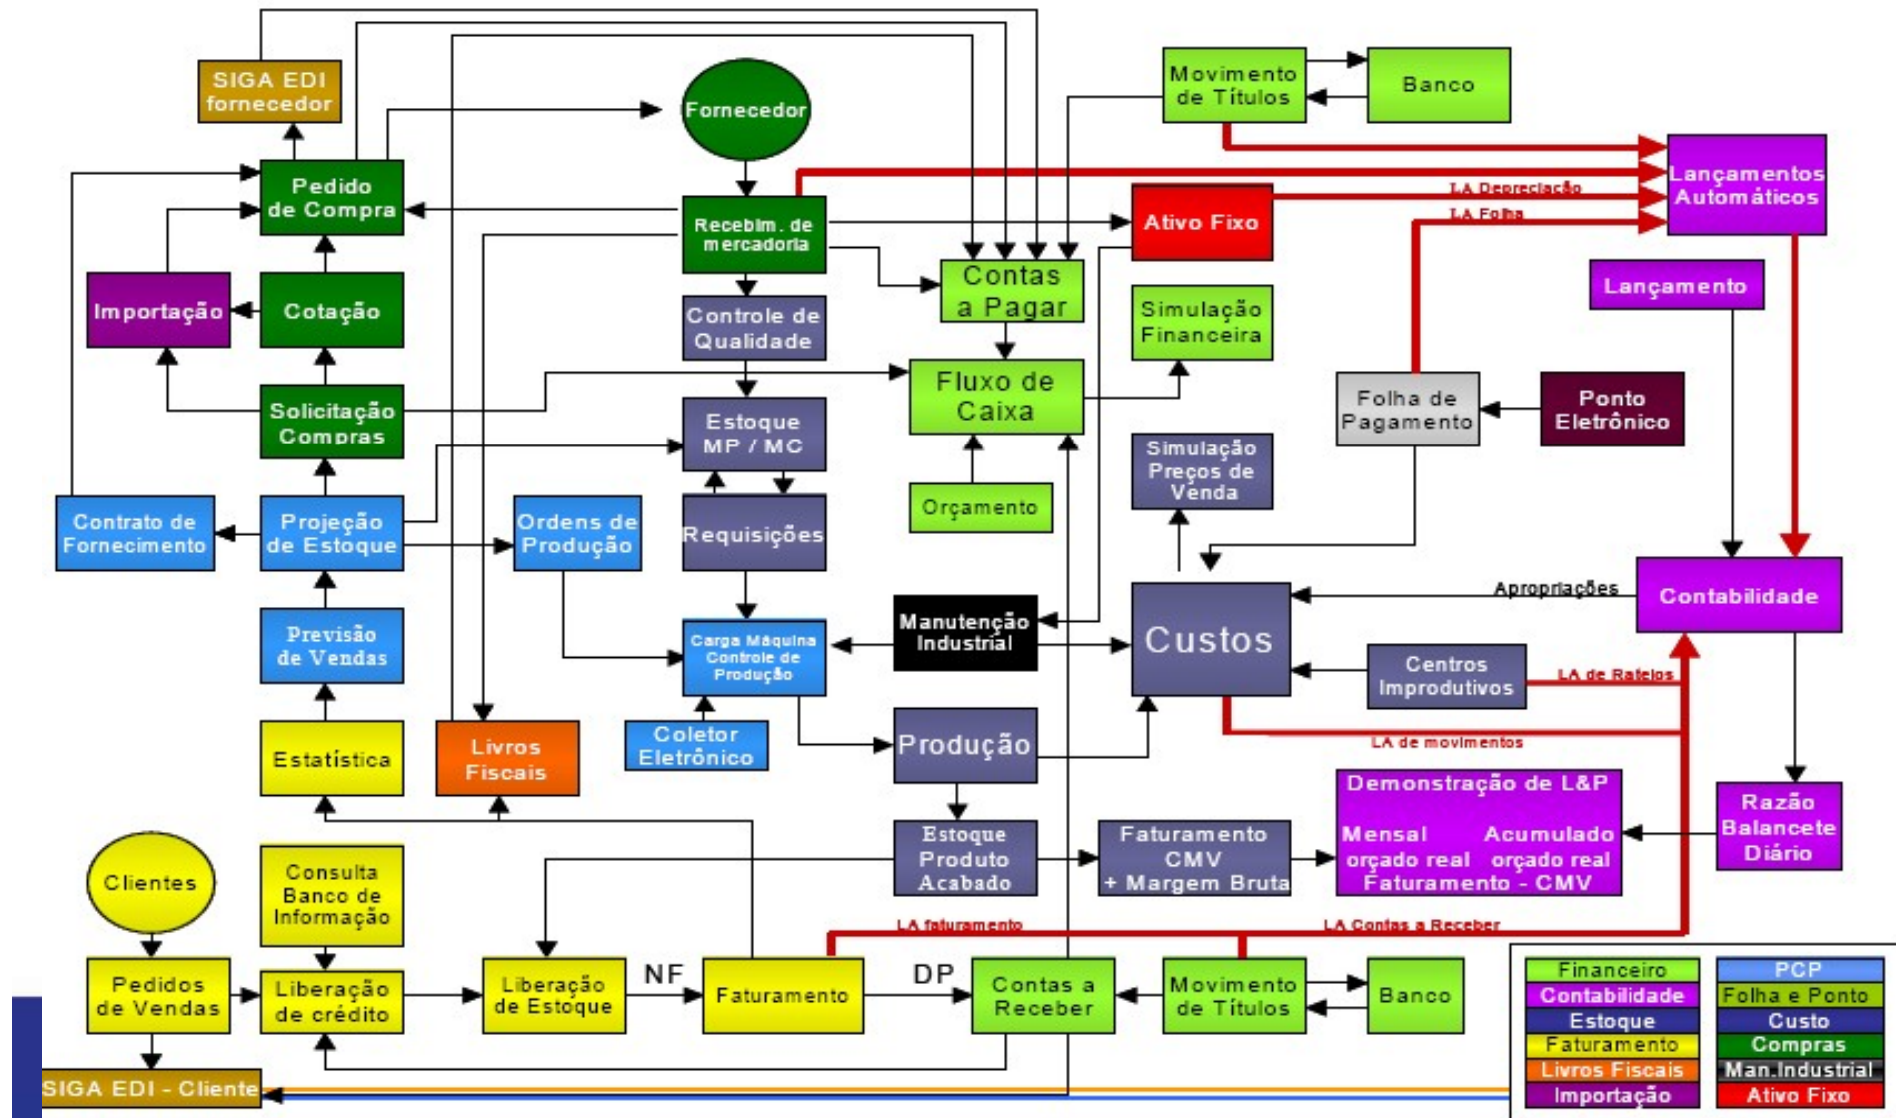 SIGA EDI
fornecedor
Fornecedor
Movimento
de Títulos
Banco
Pedido
de Compra
Recebim. de
mercadoria
Ativo Fixo
LA Depreciação
LA Folha
Lançamentos
Automáticos
Importação
Cotação
Controle de
Qualidade
Contas
a Pagar
Simulação
Financeira
Lançamento
Solicitação
Compras
Estoque
MP / MC
Fluxo de
Caixa
Folha de
Pagamento
Ponto
Eletrônico
Simulação
Preços de
Venda
Contrato de
Fornecimento
Projeção
de Estoque
Ordens de
Produção
Requisições
Orçamento
Previsão
de Vendas
Carga Máquina
Controle de
Produção
Manutenção
Industrial
Custos
Apropriações
Contabilidade
Centros
Improdutivos
LA de Rateios
Estatística
Livros
Fiscais
Coletor
Eletrônico
Produção
LA de movimentos
Demonstração de L&P
Mensal Acumulado
orçado real orçado real
Faturamento - CMV
Razão
Balancete
Diário
Clientes
Consulta
Banco de
Informação
Estoque
Produto
Acabado
Faturamento
CMV
+ Margem Bruta
LA faturamento
LA Contas a Receber
Pedidos
de Vendas
Liberação
de crédito
Liberação
de Estoque
NF
Faturamento
DP
Contas a
Receber
Movimento
de Títulos
Banco
SIGA EDI - Cliente
Financeiro PCP
Contabilidade Folha e Ponto
Estoque Custo
Faturamento Compras
Livros Fiscais Man.Industrial
Importação Ativo Fixo